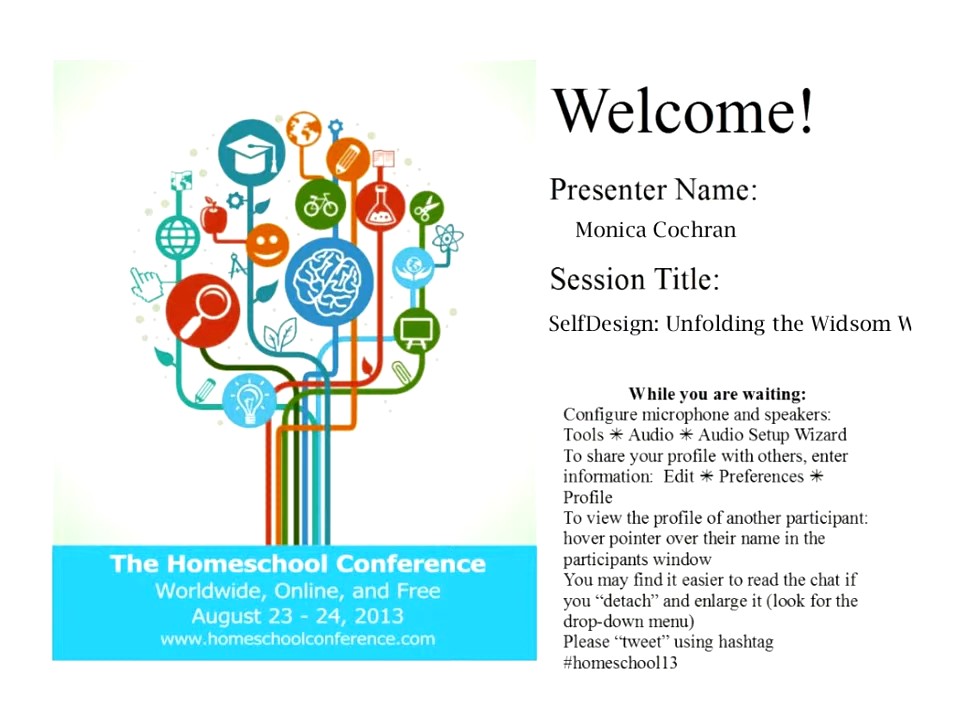 Welcome!
Presenter Name:
Monica Cochran
Session Title:
SelfDesign: Unfolding the Widsom W
While you are waiting:
Configure microphone and speakers:
Tools ✳ Audio ✳ Audio Setup Wizard
To share your profile with others, enter
information:  Edit ✳ Preferences ✳
Profile
To view the profile of another participant:
hover pointer over their name in the
participants window
You may find it easier to read the chat if
you “detach” and enlarge it (look for the
drop-down menu)
Please “tweet” using hashtag
#homeschool13
The Homeschool Conference
Worldwide, Online, and Free
August 23 - 24, 2013
www.homeschoolconference.com